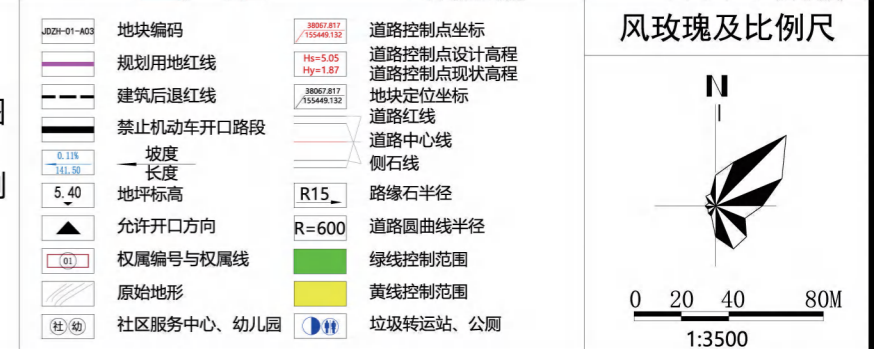 JDZH-01-A03 地块编码
规划用地红线
建筑后退红线
禁止机动车开口路段
0.11% 坡度
141.50 长度
5.40 地坪标高
允许开口方向
01 权属编号与权属线
原始地形
社 幼 社区服务中心、幼儿园
38067.817
155449.132 道路控制点坐标
Hs=5.05 道路控制点设计高程
Hy=1.87 道路控制点现状高程
38067.817
155449.132 地块定位坐标
道路红线
道路中心线
侧石线
R15 路缘石半径
R=600 道路圆曲线半径
绿线控制范围
黄线控制范围
垃圾转运站、公厕
风玫瑰及比例尺
N
0 20 40 80M
1:3500